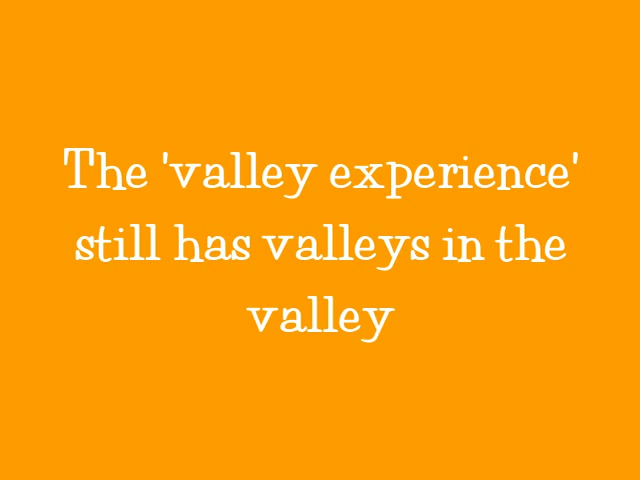 The 'valley experience'
still has valleys in the
valley